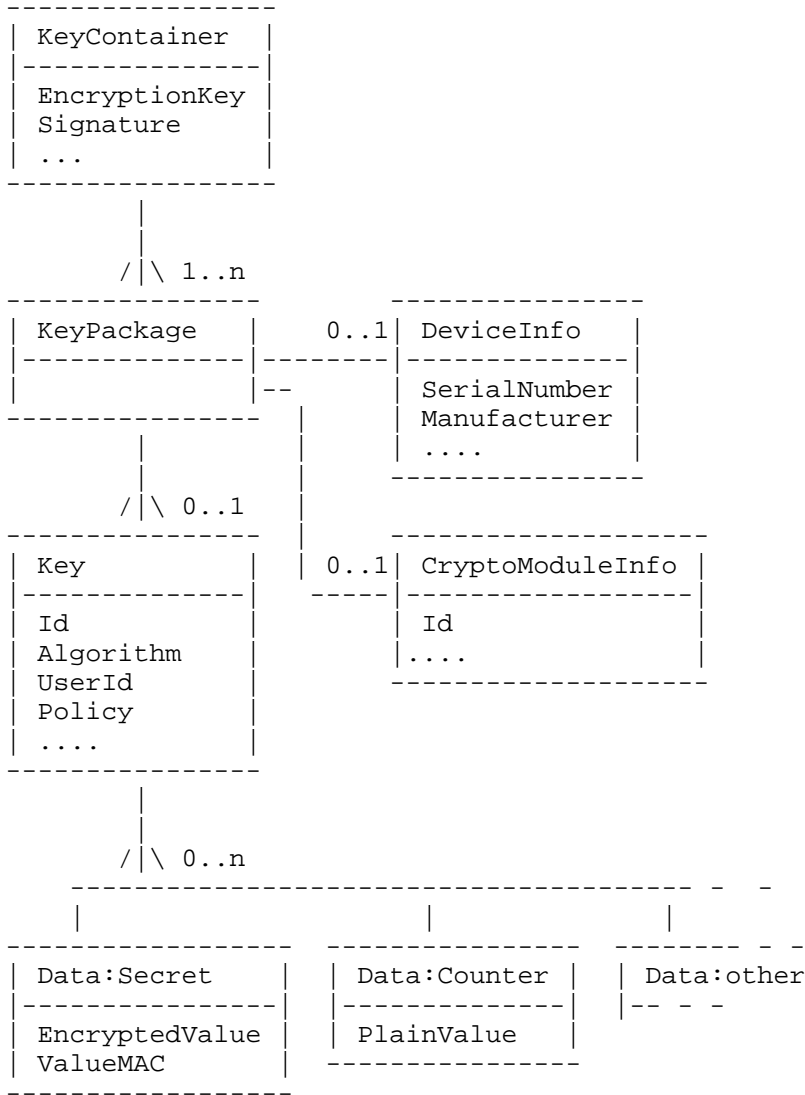 KeyContainer
EncryptionKey
Signature
...
1..n
KeyPackage 0..1 DeviceInfo
SerialNumber
Manufacturer
....
0..1
Key 0..1 CryptoModuleInfo
Id Id
Algorithm ....
UserId
Policy
....
0..n
Data:Secret Data:Counter Data:other
EncryptedValue PlainValue
ValueMAC